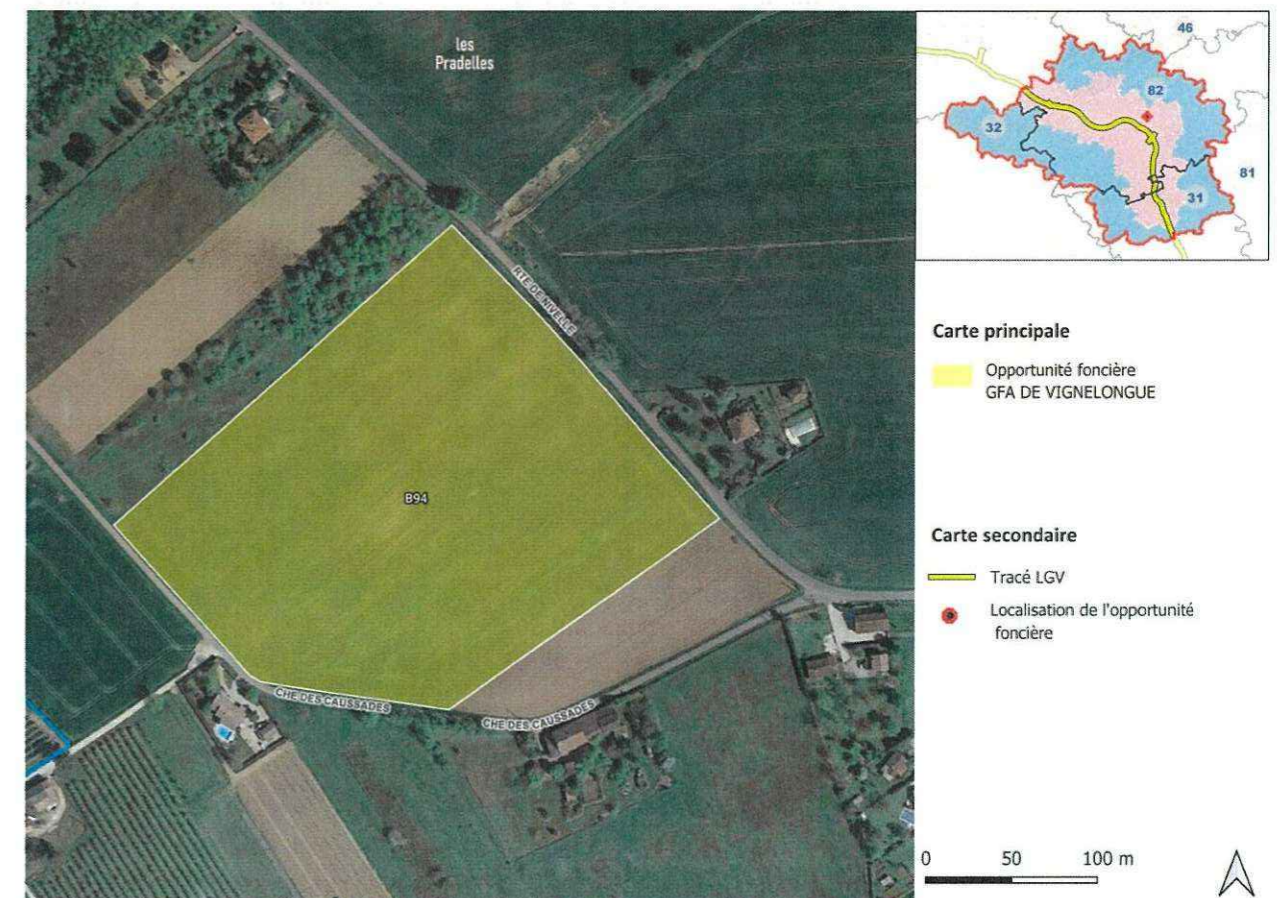 les
Pradelles
RTE DE NIVELLE
B94
CHE DES CAUSSADES
CHE DES CAUSSADES
46
82
32
81
31
Carte principale
Opportunité foncière
GFA DE VIGNELONGUE
Carte secondaire
Tracé LGV
Localisation de l'opportunité
foncière
0 50 100 m